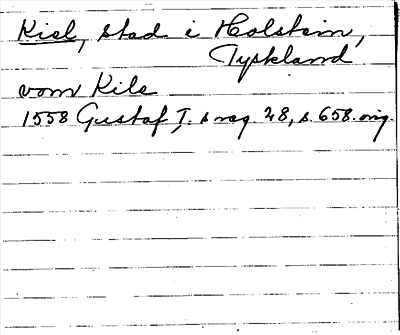 Kiel, stad i Holstein,
Tyskland
vom Kile
1558 Gustaf I:s reg. 28, s. 658. orig.